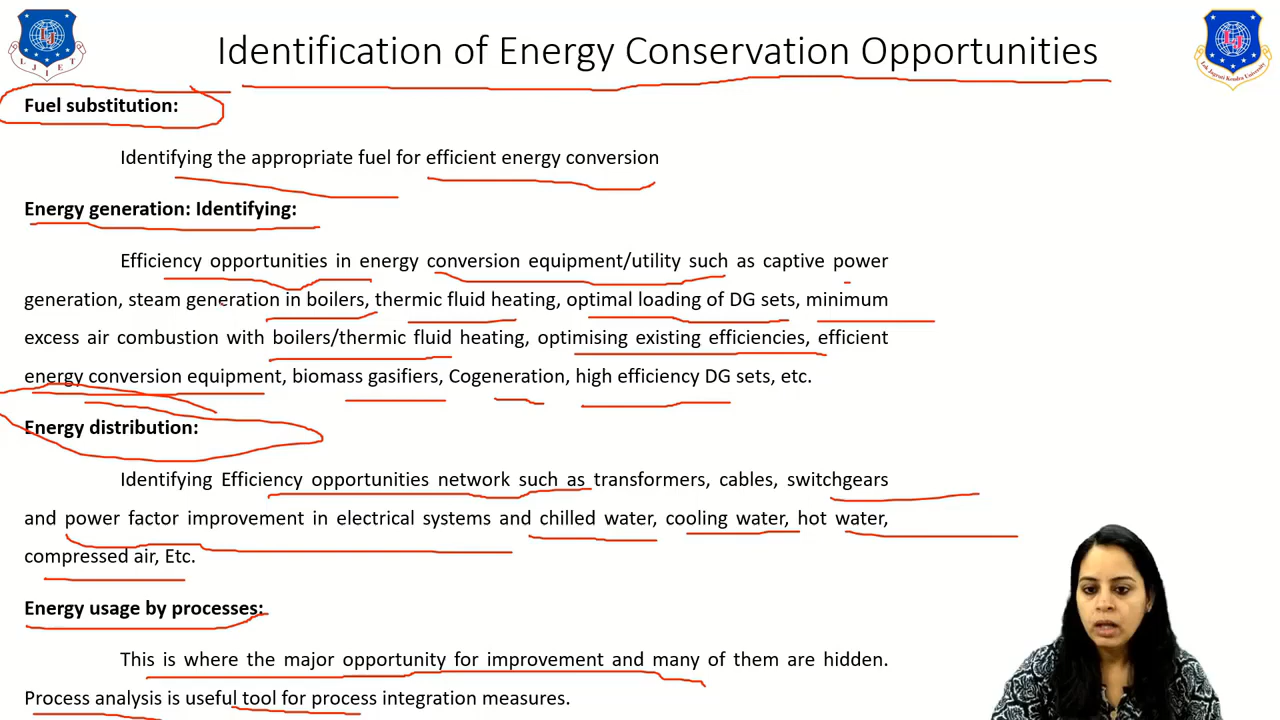 Identification of Energy Conservation Opportunities
LJIET
Lok Jagruti Kendra University
Fuel substitution:
Identifying the appropriate fuel for efficient energy conversion
Energy generation: Identifying:
Efficiency opportunities in energy conversion equipment/utility such as captive power
generation, steam generation in boilers, thermic fluid heating, optimal loading of DG sets, minimum
excess air combustion with boilers/thermic fluid heating, optimising existing efficiencies, efficient
energy conversion equipment, biomass gasifiers, Cogeneration, high efficiency DG sets, etc.
Energy distribution:
Identifying Efficiency opportunities network such as transformers, cables, switchgears
and power factor improvement in electrical systems and chilled water, cooling water, hot water,
compressed air, Etc.
Energy usage by processes:
This is where the major opportunity for improvement and many of them are hidden.
Process analysis is useful tool for process integration measures.